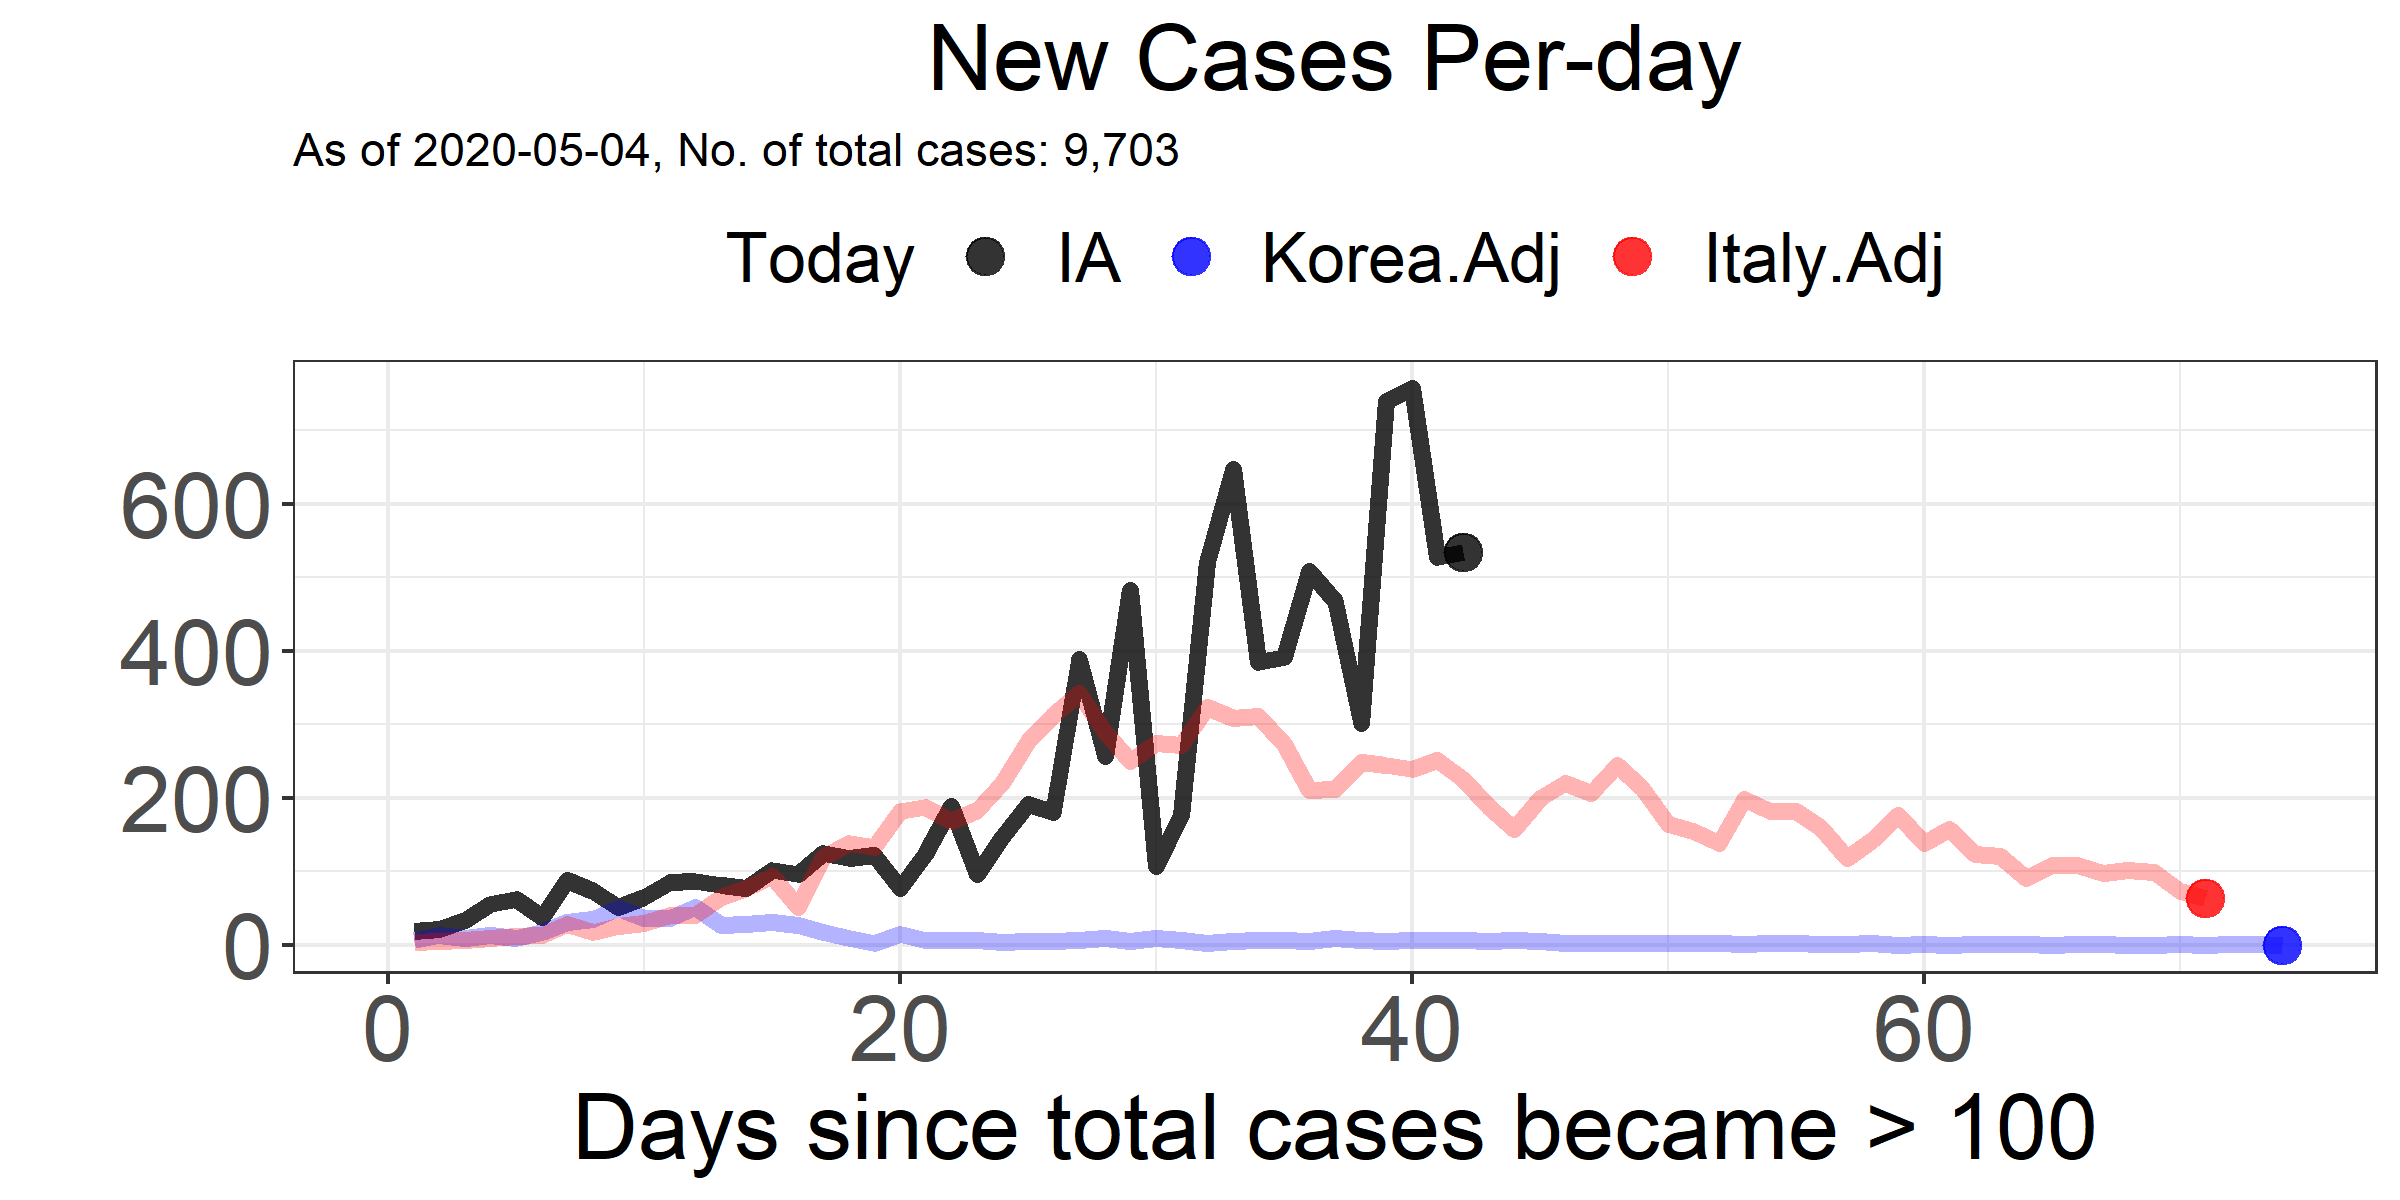 New Cases Per-day
As of 2020-05-04, No. of total cases: 9,703
Today IA Korea.Adj Italy.Adj
600
400
200
0
0 20 40 60
Days since total cases became > 100